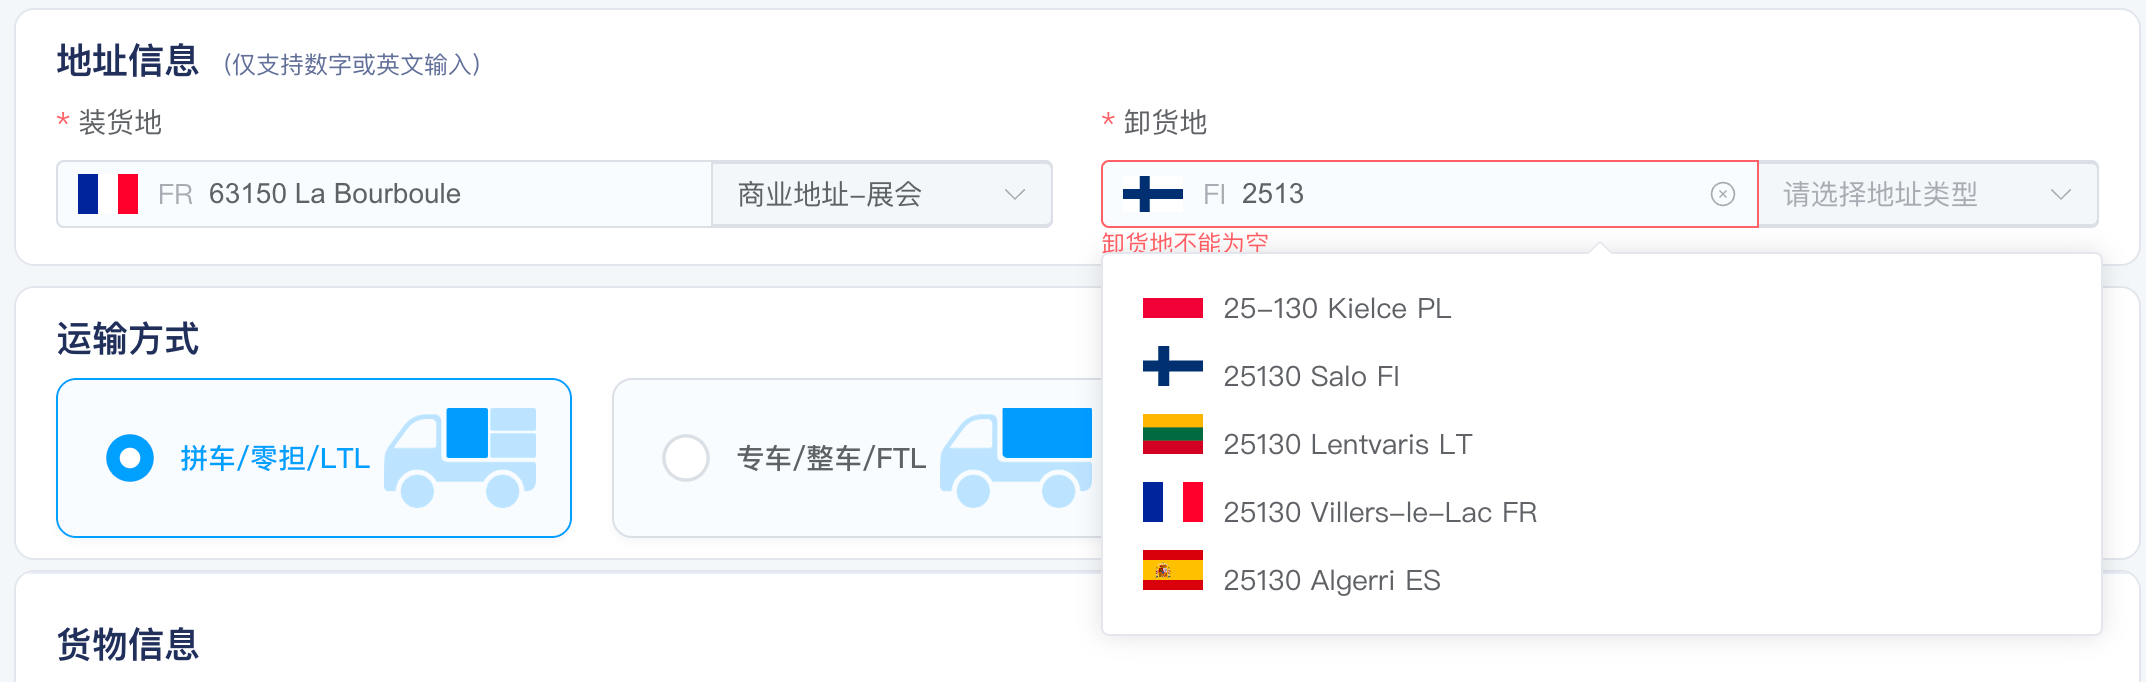 地址信息 (仅支持数字或英文输入)
* 装货地
* 卸货地
FR 63150 La Bourboule
商业地址-展会
FI 2513
请选择地址类型
卸货地不能为空
25-130 Kielce PL
25130 Salo FI
25130 Lentvaris LT
25130 Villers-le-Lac FR
25130 Algerri ES
运输方式
拼车/零担/LTL
专车/整车/FTL
货物信息